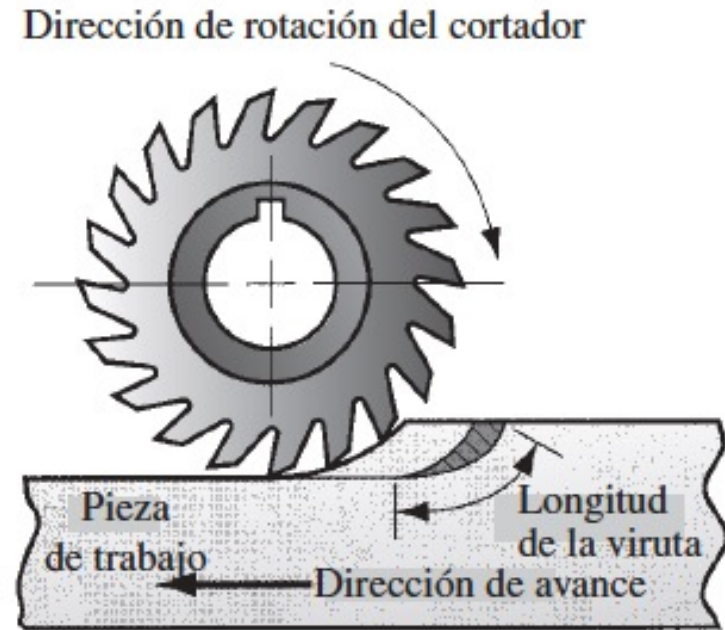 Dirección de rotación del cortador
Pieza
de trabajo
Longitud
de la viruta
Dirección de avance